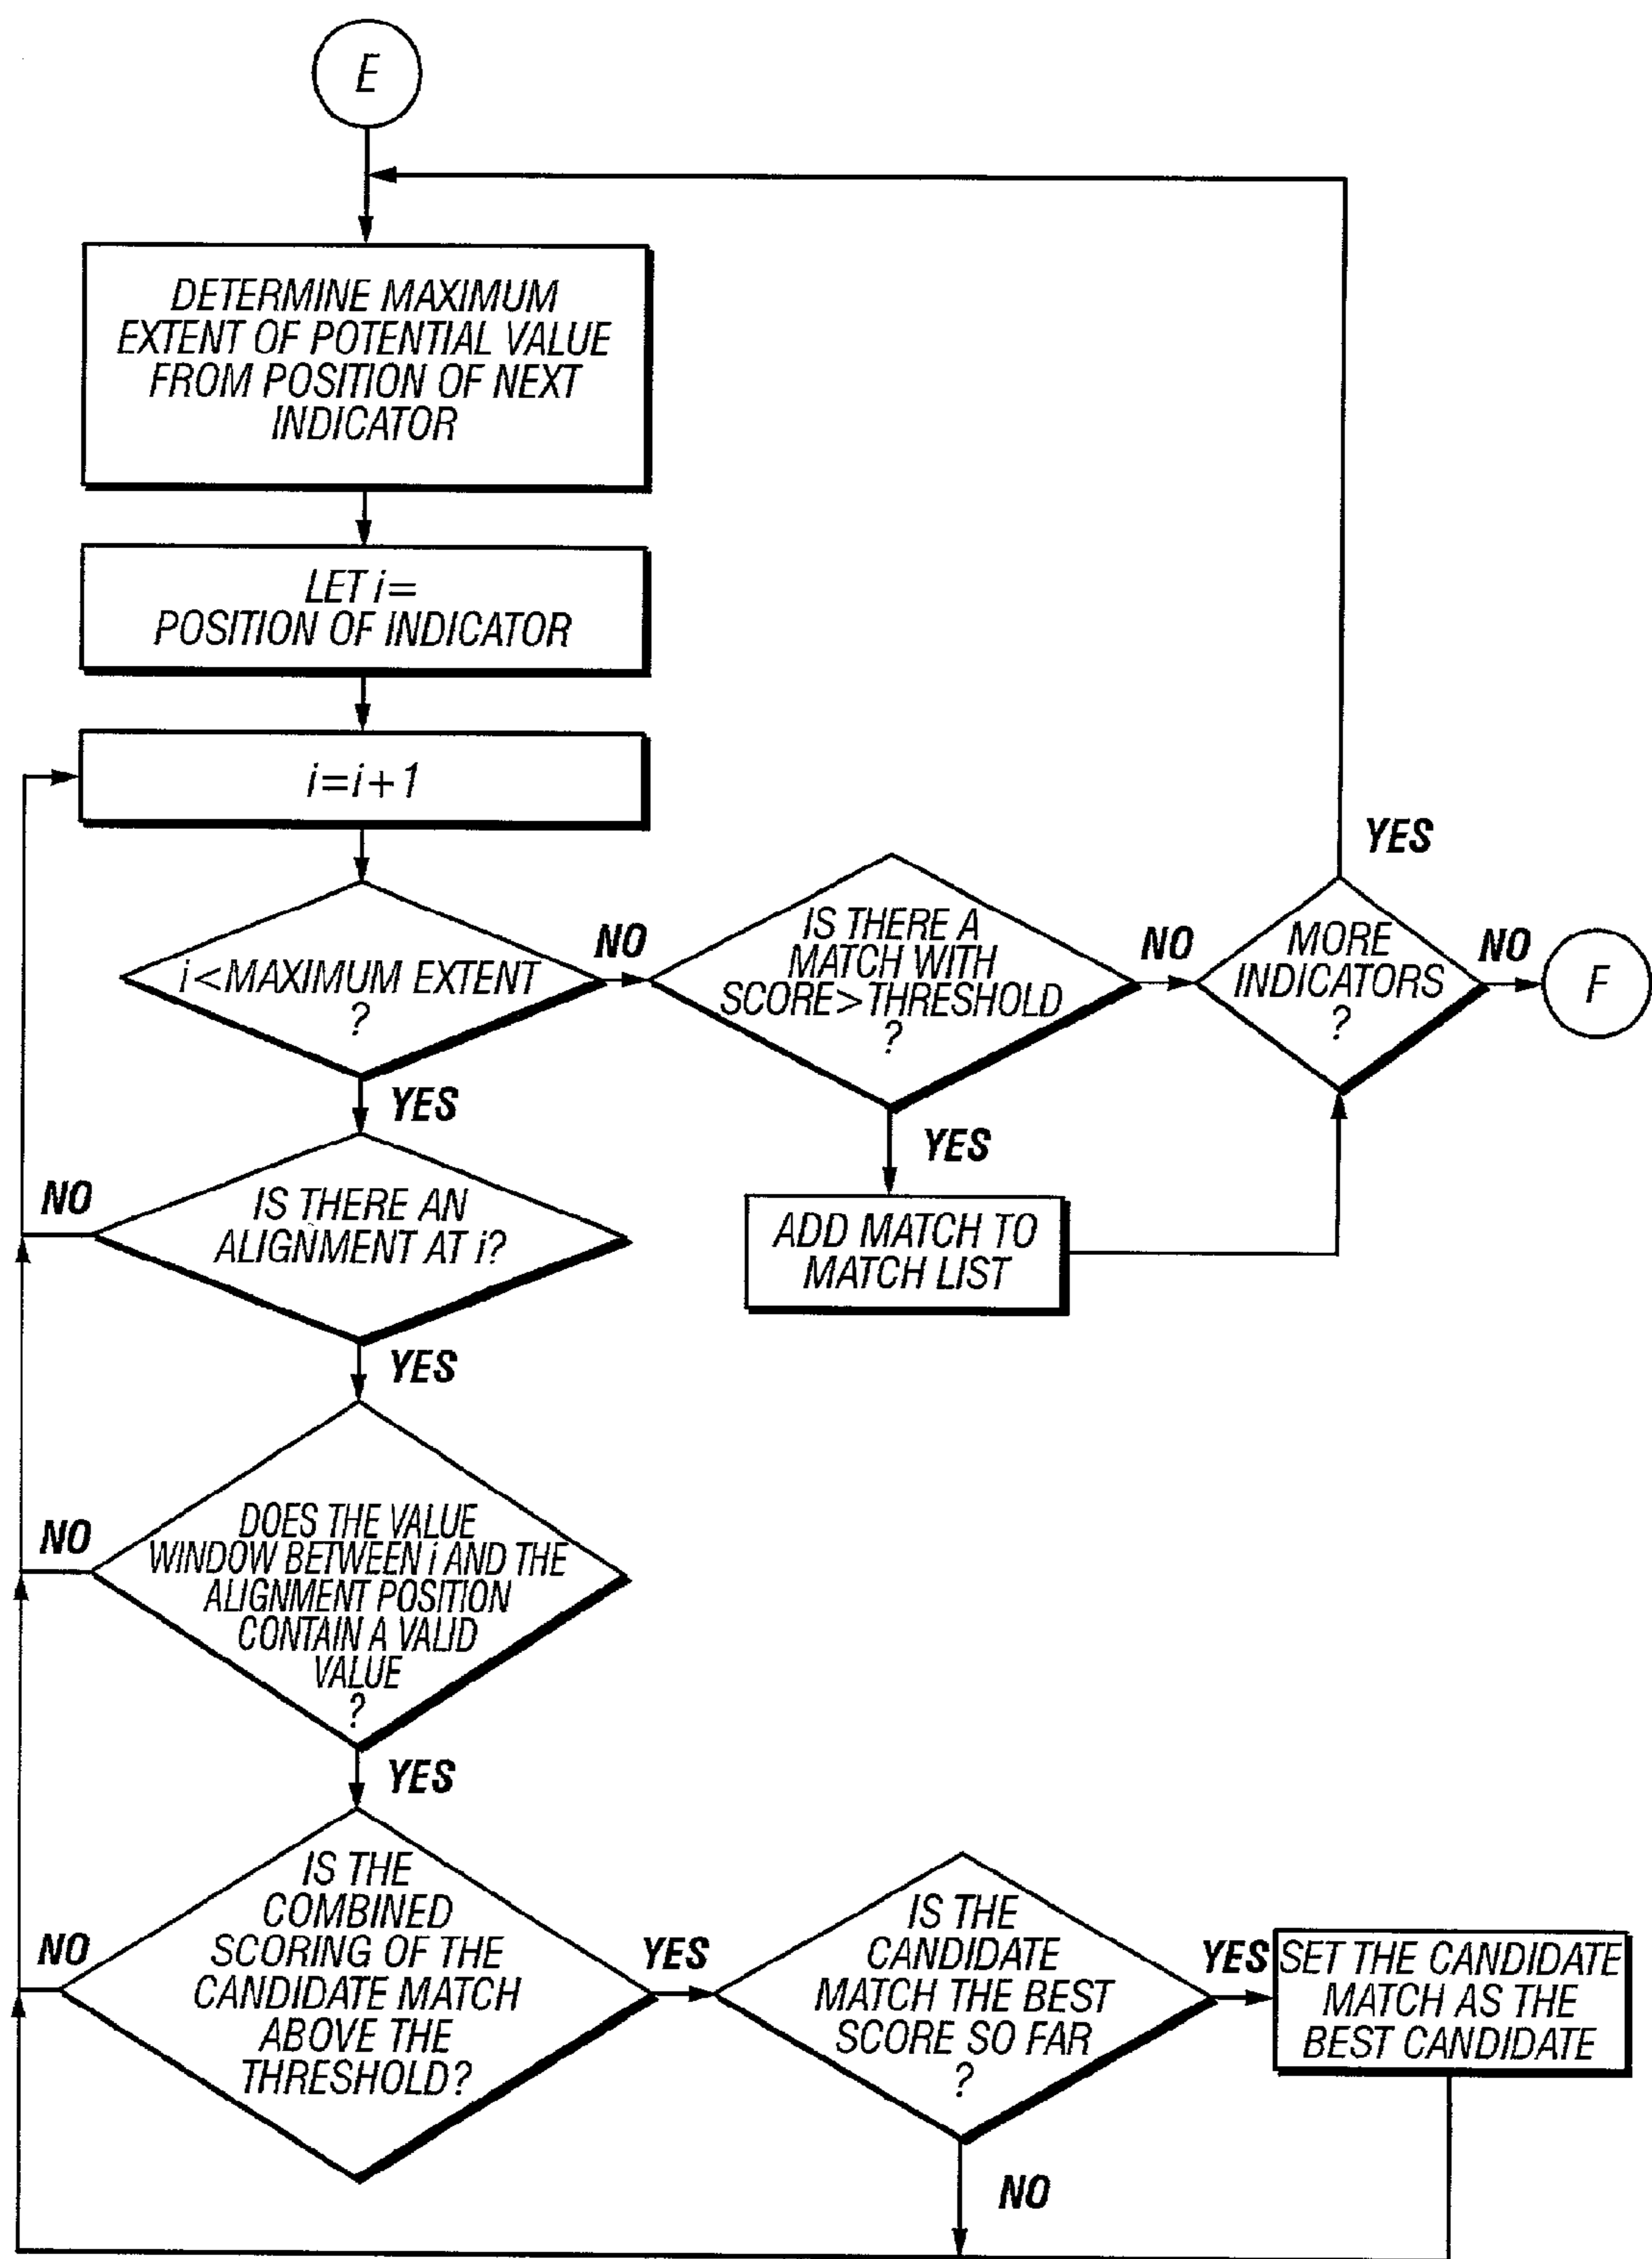 E
DETERMINE MAXIMUM
EXTENT OF POTENTIAL VALUE
FROM POSITION OF NEXT
INDICATOR
LET i=
POSITION OF INDICATOR
i=i+1
i<MAXIMUM EXTENT
?
NO
YES
IS THERE A
MATCH WITH
SCORE>THRESHOLD
?
NO
YES
MORE
INDICATORS
?
YES
NO
F
ADD MATCH TO
MATCH LIST
IS THERE AN
ALIGNMENT AT i?
NO
YES
DOES THE VALUE
WINDOW BETWEEN i AND THE
ALIGNMENT POSITION
CONTAIN A VALID
VALUE
?
NO
YES
IS THE
COMBINED
SCORING OF THE
CANDIDATE MATCH
ABOVE THE
THRESHOLD?
NO
YES
IS THE
CANDIDATE
MATCH THE BEST
SCORE SO FAR
?
YES
NO
SET THE CANDIDATE
MATCH AS THE
BEST CANDIDATE